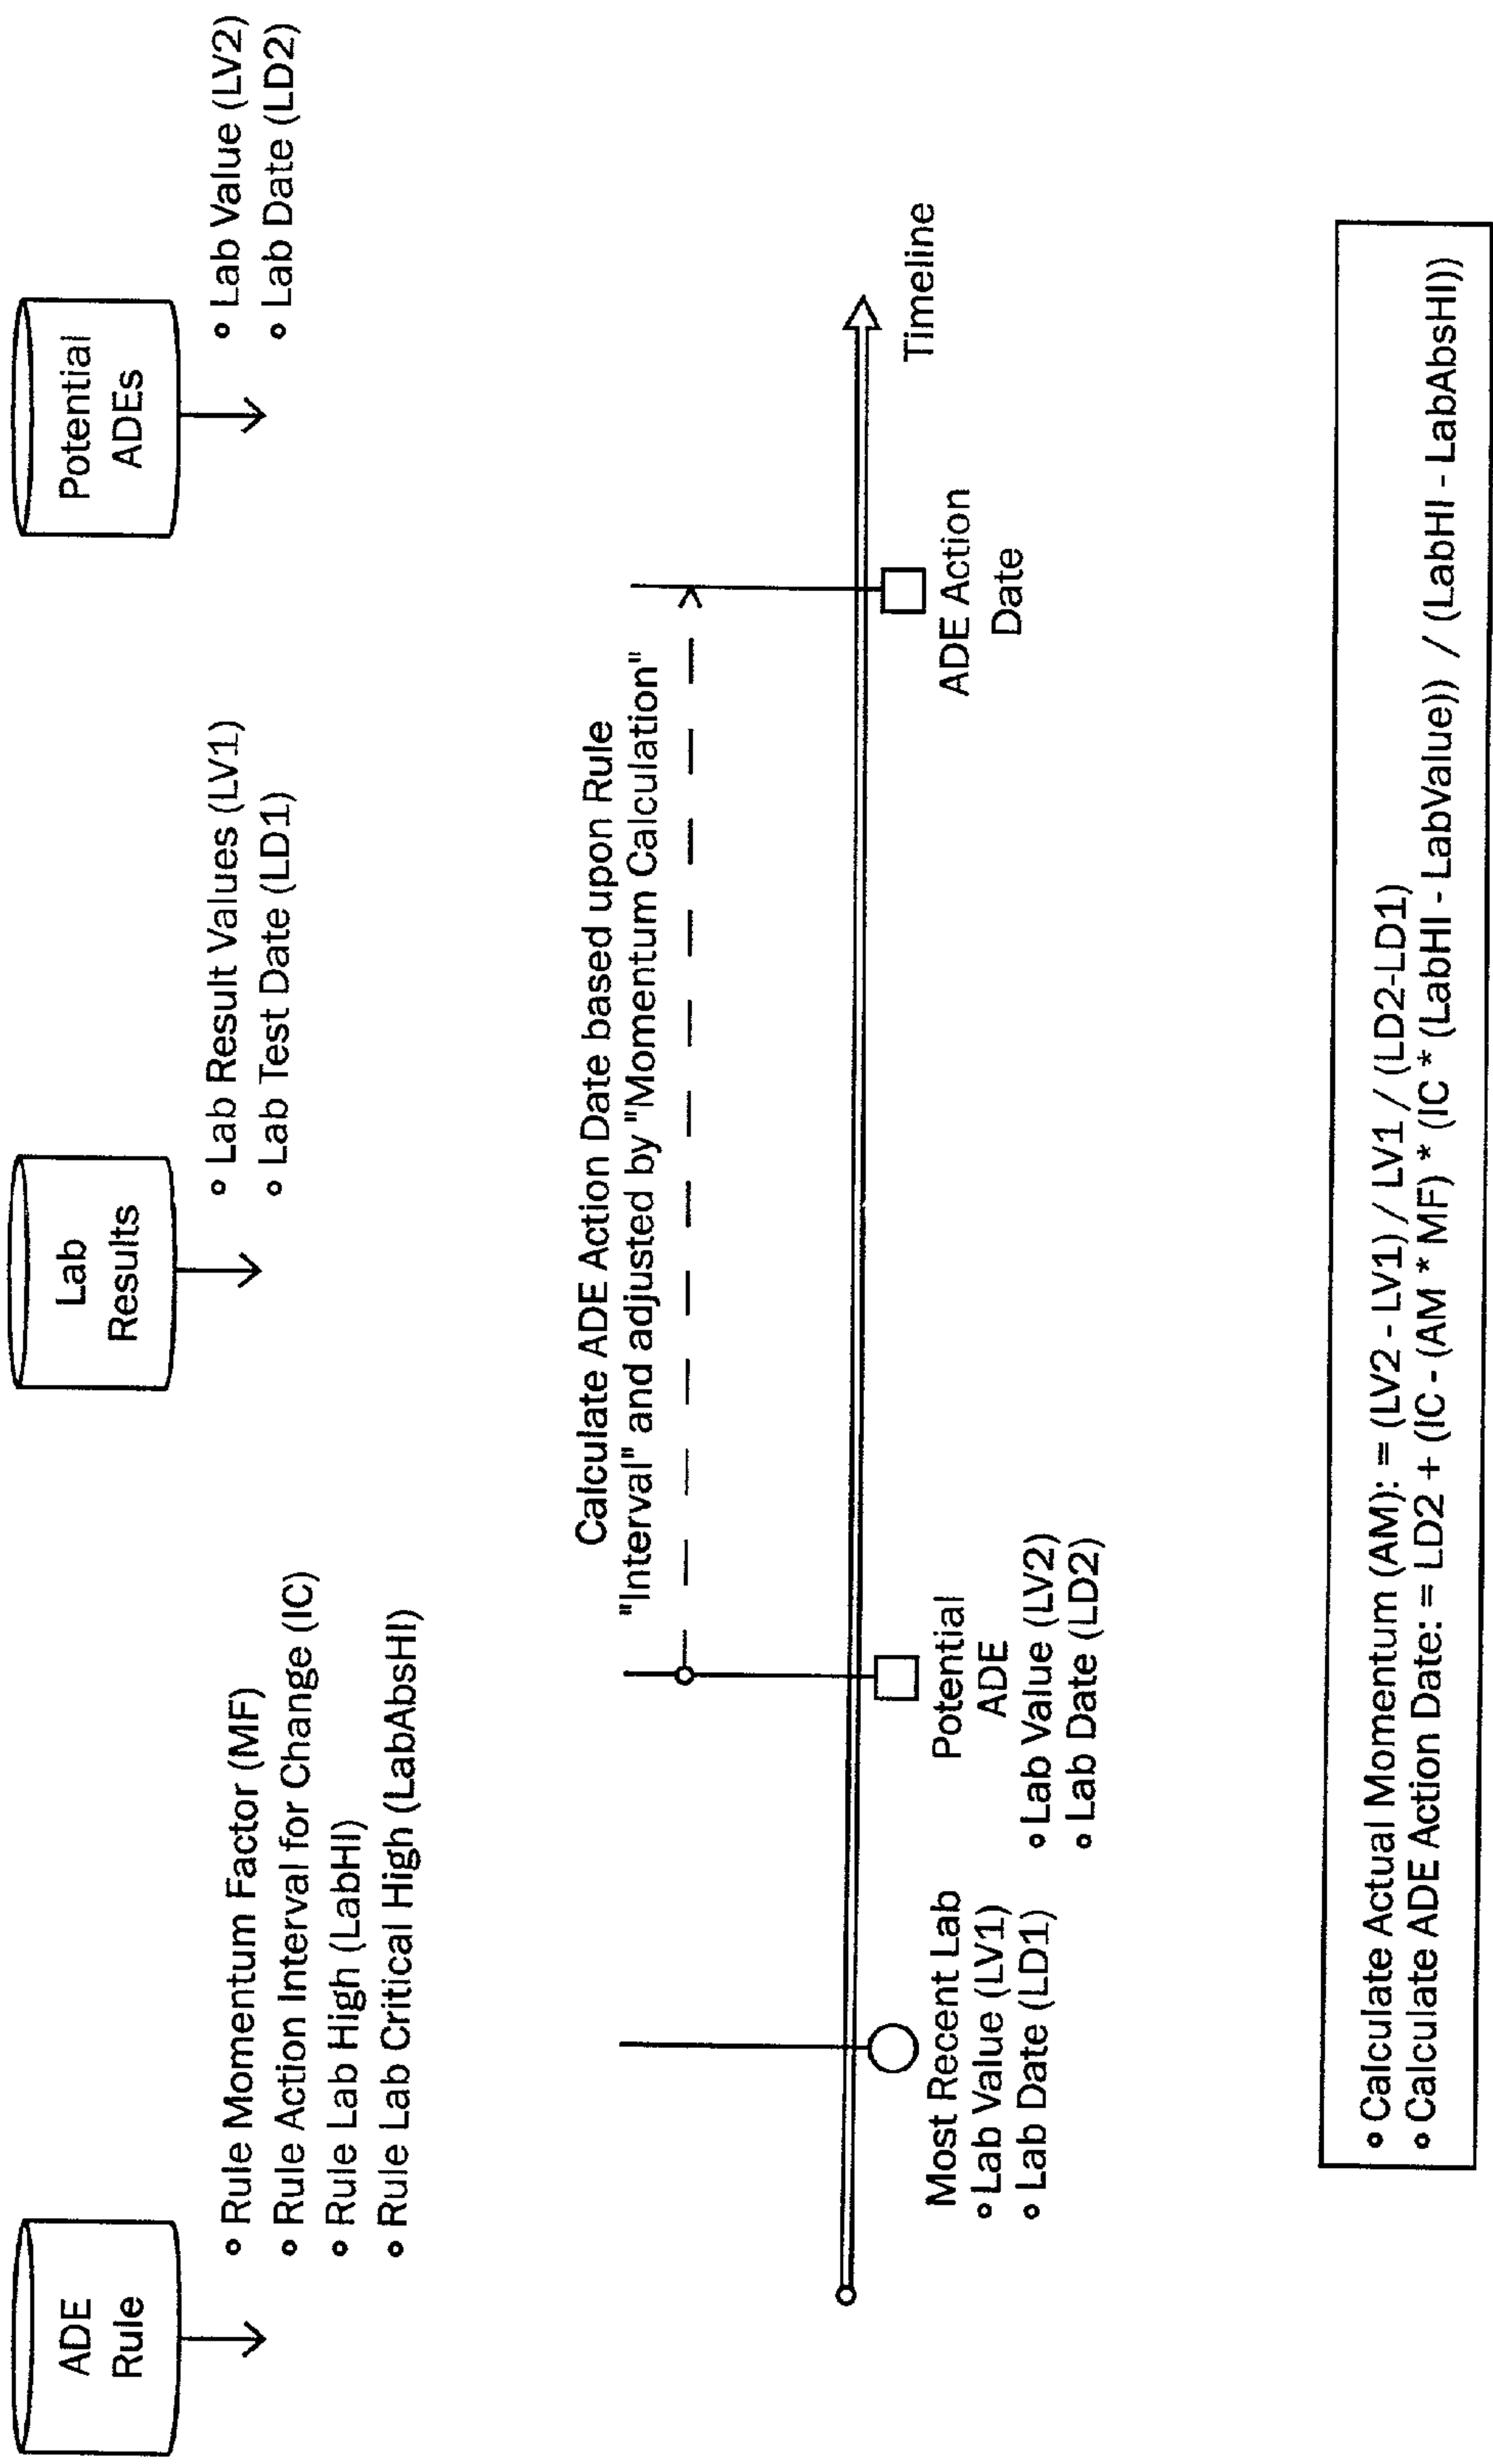 ADE
Rule
• Rule Momentum Factor (MF)
• Rule Action Interval for Change (IC)
• Rule Lab High (LabHI)
• Rule Lab Critical High (LabAbsHI)
Lab
Results
• Lab Result Values (LV1)
• Lab Test Date (LD1)
Potential
ADEs
• Lab Value (LV2)
• Lab Date (LD2)
Calculate ADE Action Date based upon Rule
"Interval" and adjusted by "Momentum Calculation"
Most Recent Lab
• Lab Value (LV1)
• Lab Date (LD1)
Potential
ADE
• Lab Value (LV2)
• Lab Date (LD2)
ADE Action
Date
Timeline
• Calculate Actual Momentum (AM): = (LV2 - LV1) / LV1 / (LD2-LD1)
• Calculate ADE Action Date: = LD2 + (IC - (AM * MF) * (IC * (LabHI - LabValue)) / (LabHI - LabAbsHI))